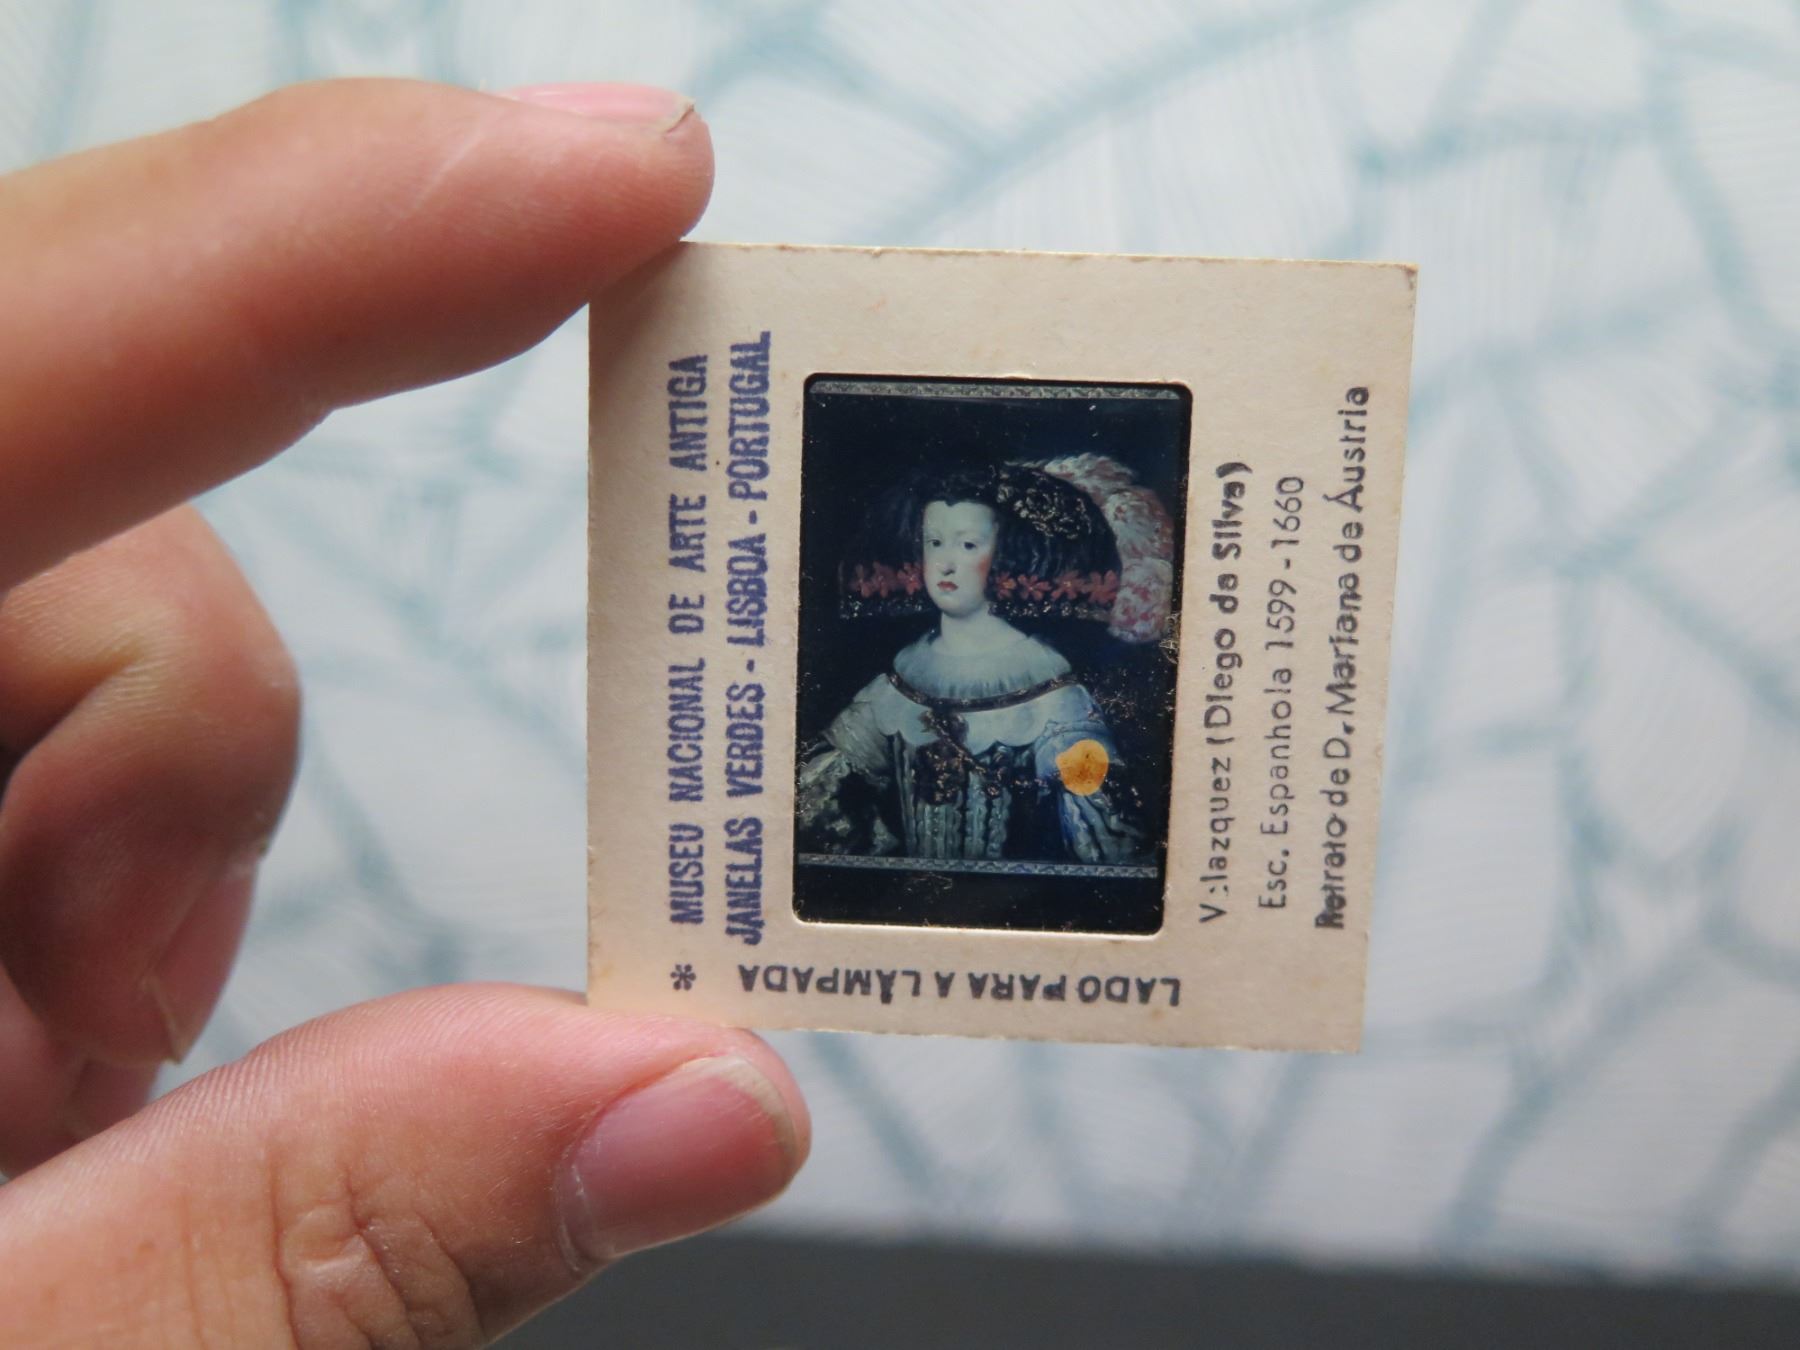 * MUSEU NACIONAL DE ARTE ANTIGA
JANELAS VERDES - LISBOA - PORTUGAL
LADO PARA A LÂMPADA
V:lazquez (Diego da Silva)
Esc. Espanhola 1599-1660
Retrato de D. Mariana de Áustria